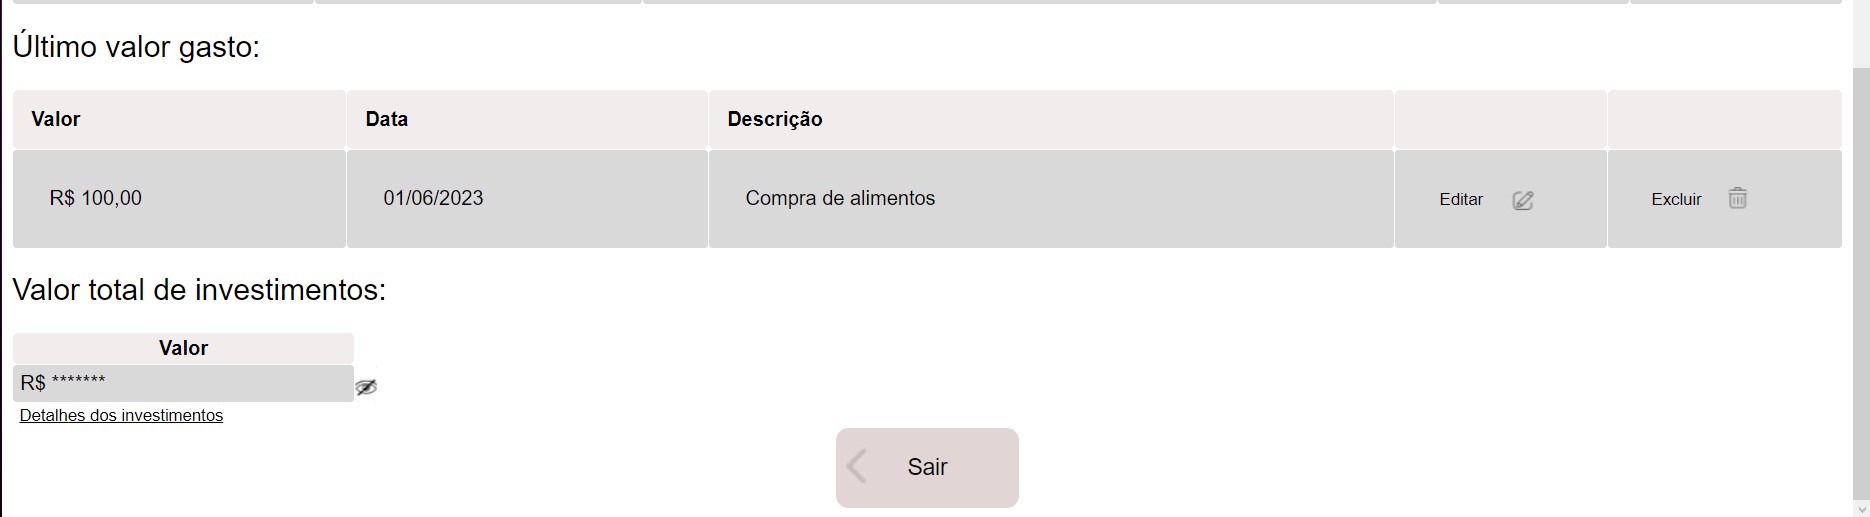 Último valor gasto:
Valor Data Descrição
R$ 100,00 01/06/2023 Compra de alimentos Editar Excluir
Valor total de investimentos:
Valor
R$ *******
Detalhes dos investimentos
Sair